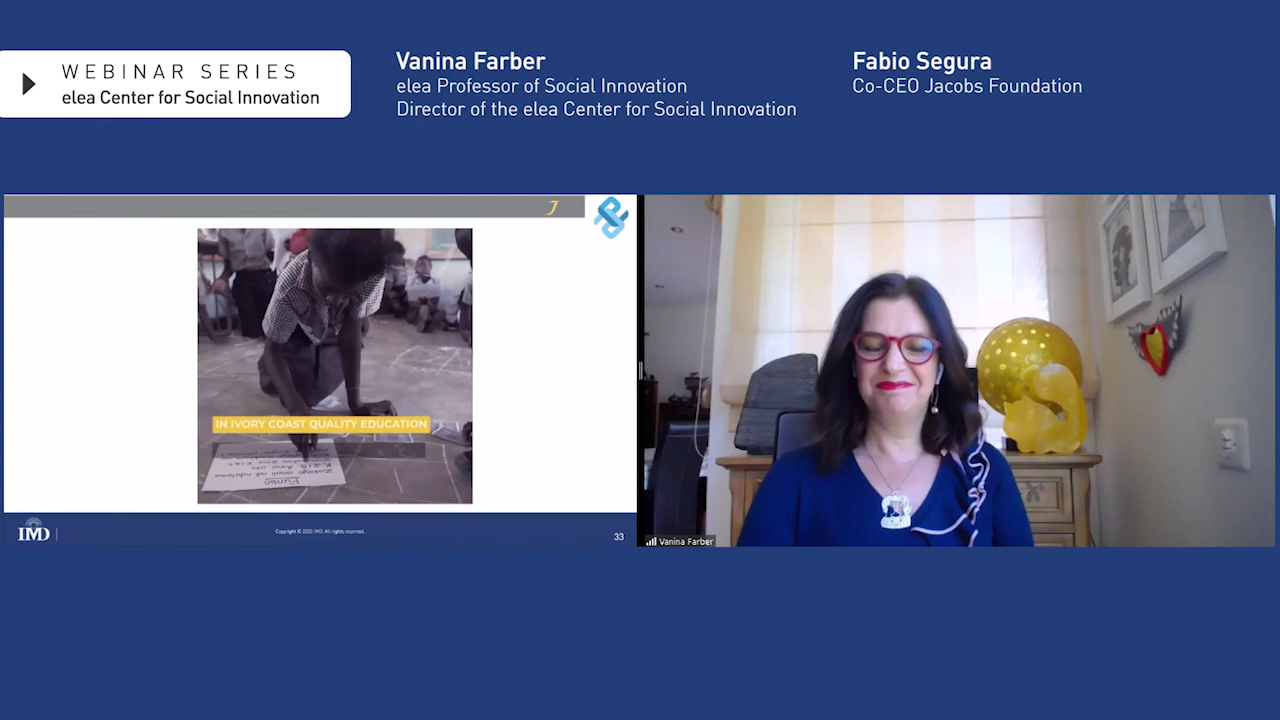 WEBINAR SERIES
elea Center for Social Innovation
Vanina Farber
elea Professor of Social Innovation
Director of the elea Center for Social Innovation
Fabio Segura
Co-CEO Jacobs Foundation
J
IN IVORY COAST QUALITY EDUCATION
Funso
IMD
Copyright © 2020 IMD. All rights reserved.
33
Vanina Farber